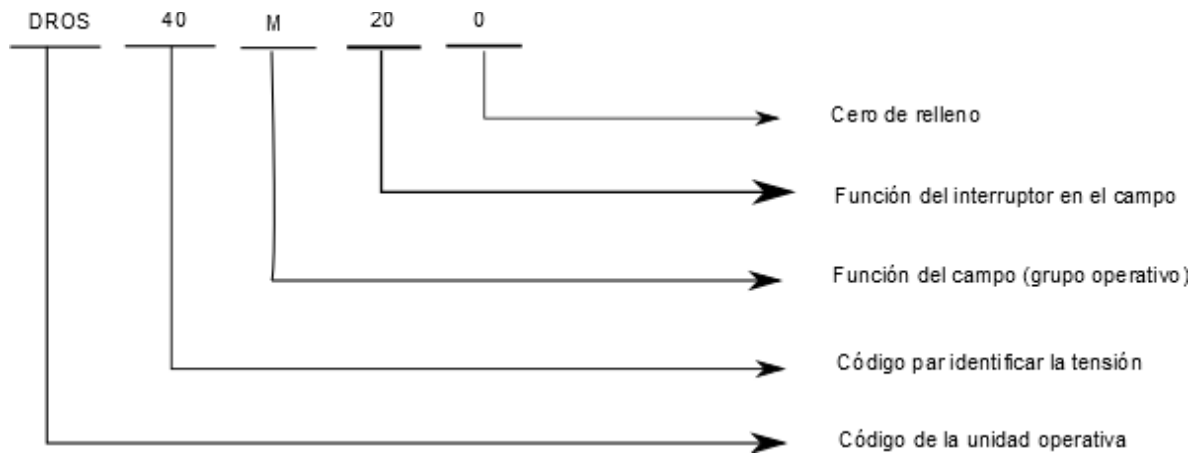 DROS 40 M 20 0
Cero de relleno
Función del interruptor en el campo
Función del campo (grupo operativo)
Código par identificar la tensión
Código de la unidad operativa